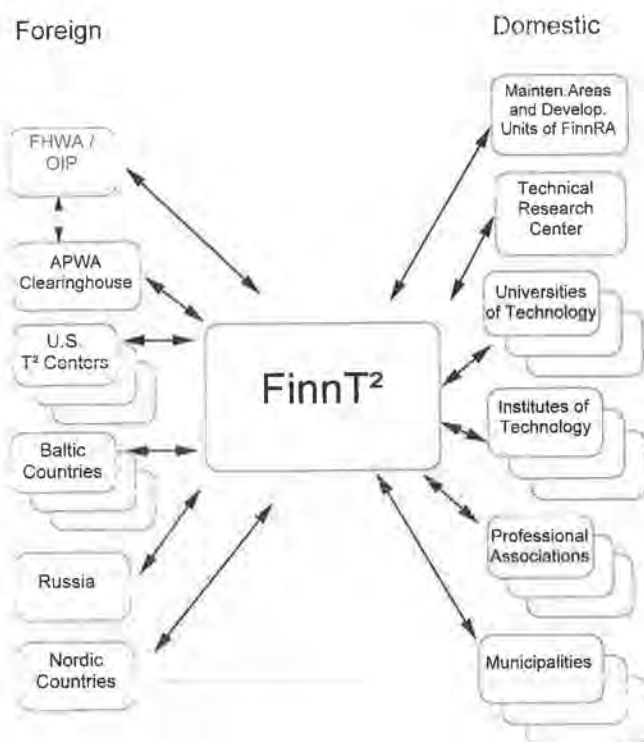 Foreign
Domestic
FHWA /
OIP
APWA
Clearinghouse
U.S.
T² Centers
Baltic
Countries
Russia
Nordic
Countries
FinnT²
Mainten.Areas
and Develop.
Units of FinnRA
Technical
Research
Center
Universities
of Technology
Institutes of
Technology
Professional
Associations
Municipalities